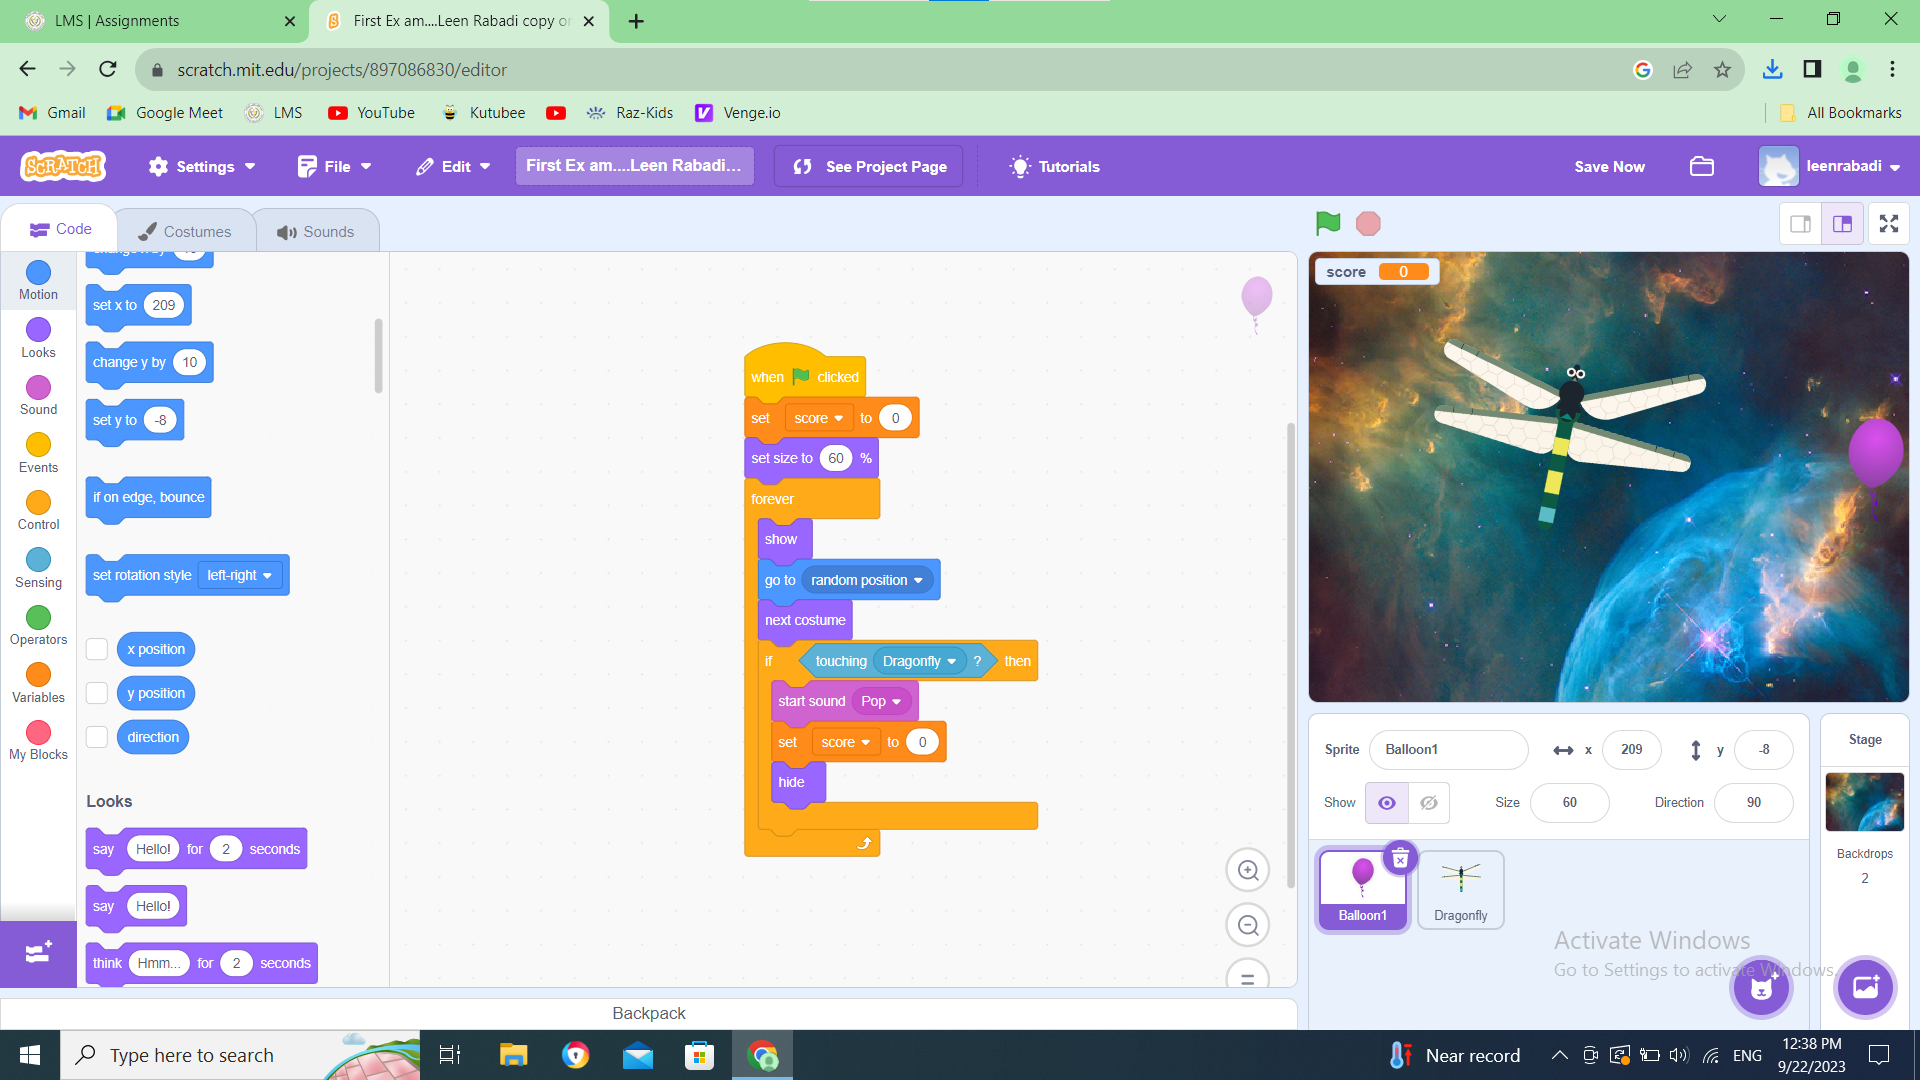 LMS | Assignments
First Ex am....Leen Rabadi copy or
scratch.mit.edu/projects/897086830/editor
Gmail Google Meet LMS YouTube Kutubee Raz-Kids Venge.io All Bookmarks
SCRATCH Settings File Edit First Ex am....Leen Rabadi... See Project Page Tutorials Save Now leenrabadi
Code Costumes Sounds
Motion
Looks
Sound
Events
Control
Sensing
Operators
Variables
My Blocks
set x to 209
change y by 10
set y to -8
if on edge, bounce
set rotation style left-right
x position
y position
direction
Looks
say Hello! for 2 seconds
say Hello!
think Hmm... for 2 seconds
when clicked
set score to 0
set size to 60 %
forever
show
go to random position
next costume
if touching Dragonfly ? then
start sound Pop
set score to 0
hide
Backpack
score 0
Sprite Balloon1 x 209 y -8
Show Size 60 Direction 90
Balloon1
Dragonfly
Stage
Backdrops
2
Activate Windows
Go to Settings to activate Windows.
Type here to search
Near record
ENG
12:38 PM
9/22/2023